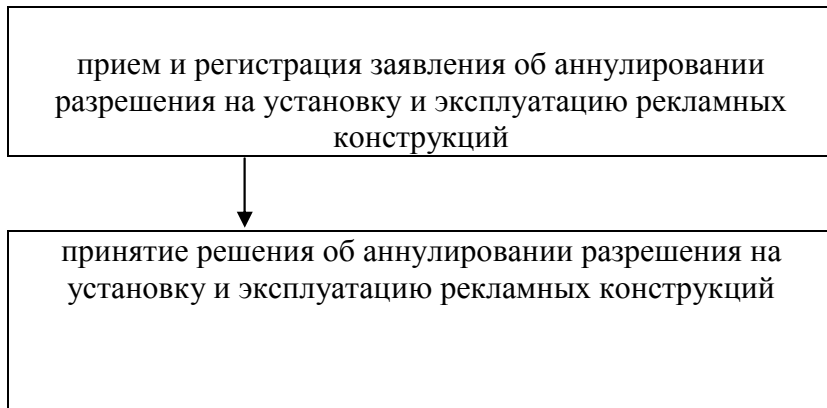 прием и регистрация заявления об аннулировании
разрешения на установку и эксплуатацию рекламных
конструкций
принятие решения об аннулировании разрешения на
установку и эксплуатацию рекламных конструкций